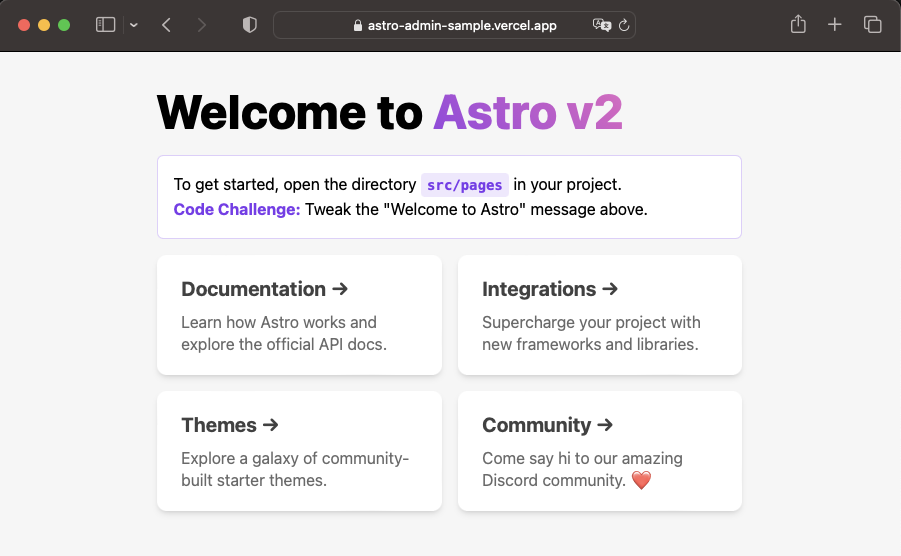 astro-admin-sample.vercel.app
Welcome to Astro v2
To get started, open the directory src/pages in your project.
Code Challenge: Tweak the "Welcome to Astro" message above.
Documentation →
Learn how Astro works and
explore the official API docs.
Integrations →
Supercharge your project with
new frameworks and libraries.
Themes →
Explore a galaxy of community-
built starter themes.
Community →
Come say hi to our amazing
Discord community. ❤️